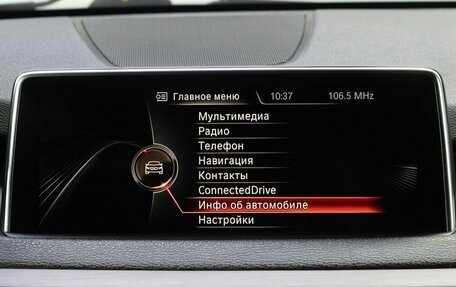 Главное меню 10:37 106.5 MHz
Мультимедиа
Радио
Телефон
Навигация
Контакты
ConnectedDrive
Инфо об автомобиле
Настройки